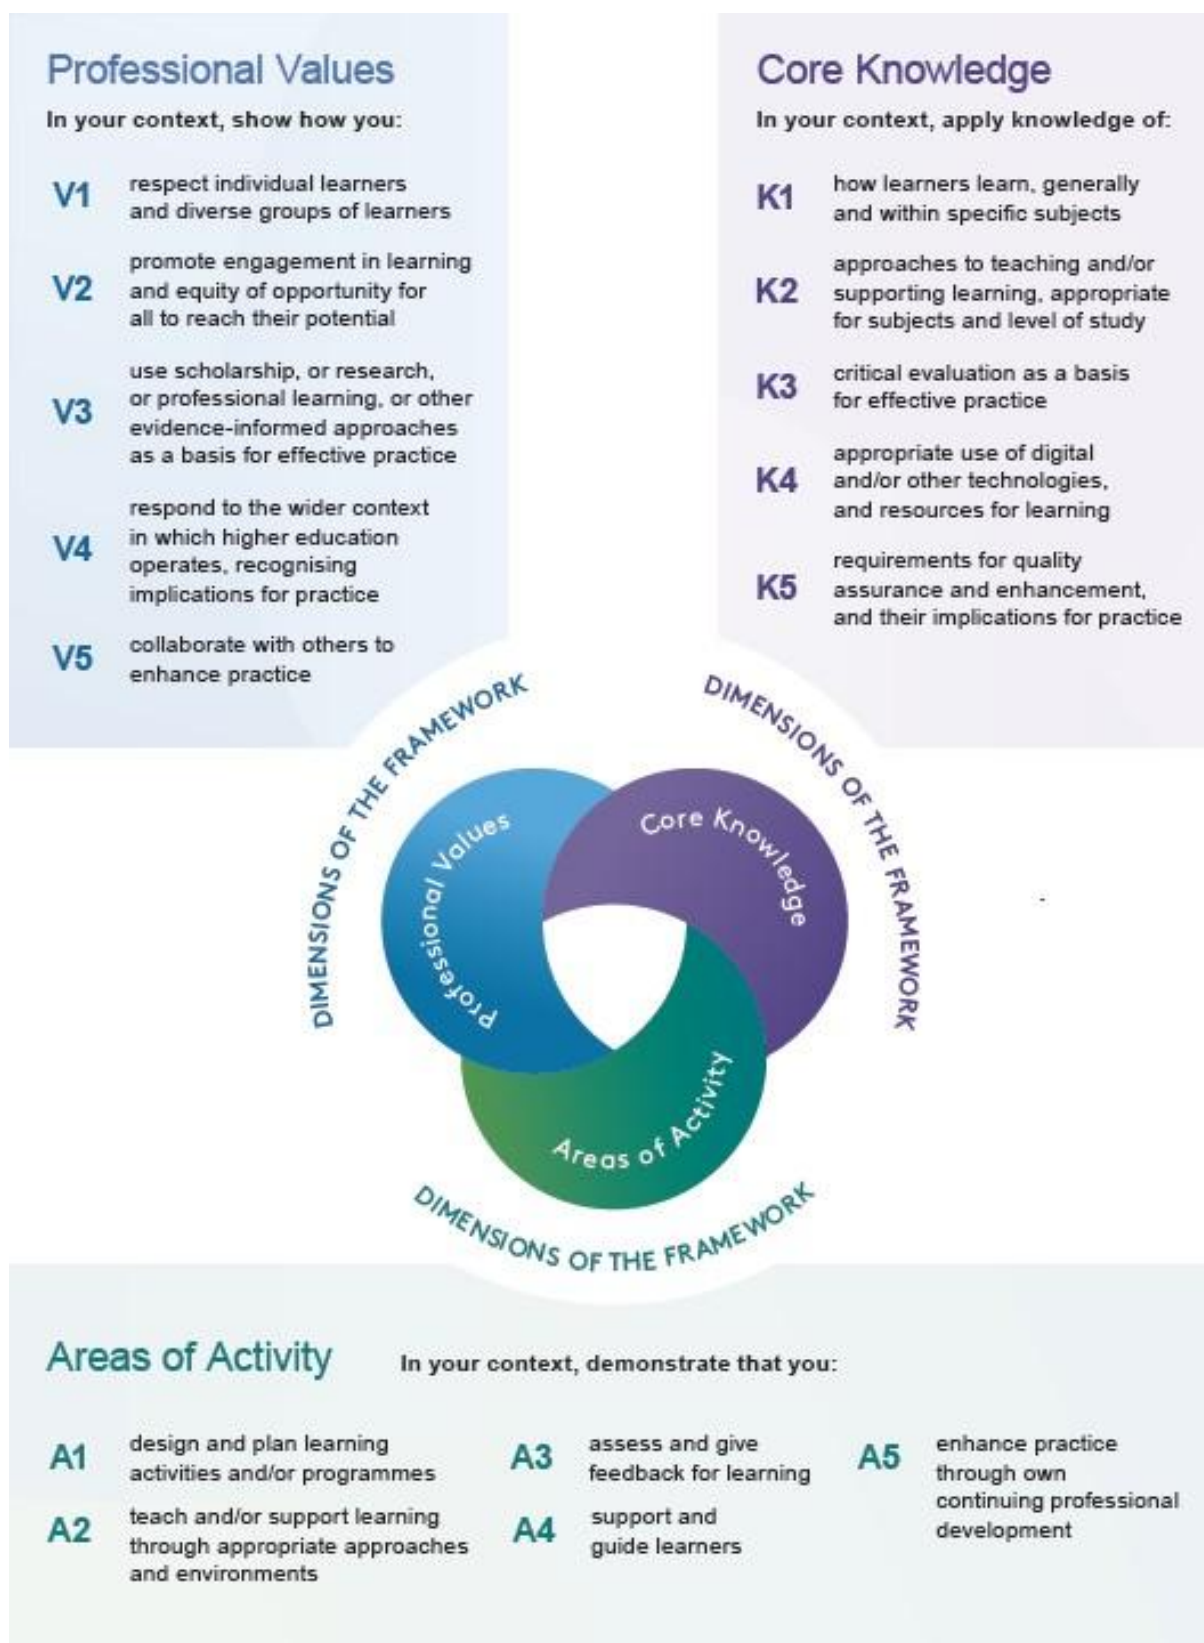 Professional Values
In your context, show how you:
V1
respect individual learners
and diverse groups of learners
V2
promote engagement in learning
and equity of opportunity for
all to reach their potential
V3
use scholarship, or research,
or professional learning, or other
evidence-informed approaches
as a basis for effective practice
V4
respond to the wider context
in which higher education
operates, recognising
implications for practice
V5
collaborate with others to
enhance practice
Core Knowledge
In your context, apply knowledge of:
K1
how learners learn, generally
and within specific subjects
K2
approaches to teaching and/or
supporting learning, appropriate
for subjects and level of study
K3
critical evaluation as a basis
for effective practice
K4
appropriate use of digital
and/or other technologies,
and resources for learning
K5
requirements for quality
assurance and enhancement,
and their implications for practice
DIMENSIONS OF THE FRAMEWORK
DIMENSIONS OF THE FRAMEWORK
Professional Values
Core Knowledge
Areas of Activity
DIMENSIONS OF THE FRAMEWORK
Areas of Activity
In your context, demonstrate that you:
A1
design and plan learning
activities and/or programmes
A2
teach and/or support learning
through appropriate approaches
and environments
A3
assess and give
feedback for learning
A4
support and
guide learners
A5
enhance practice
through own
continuing professional
development